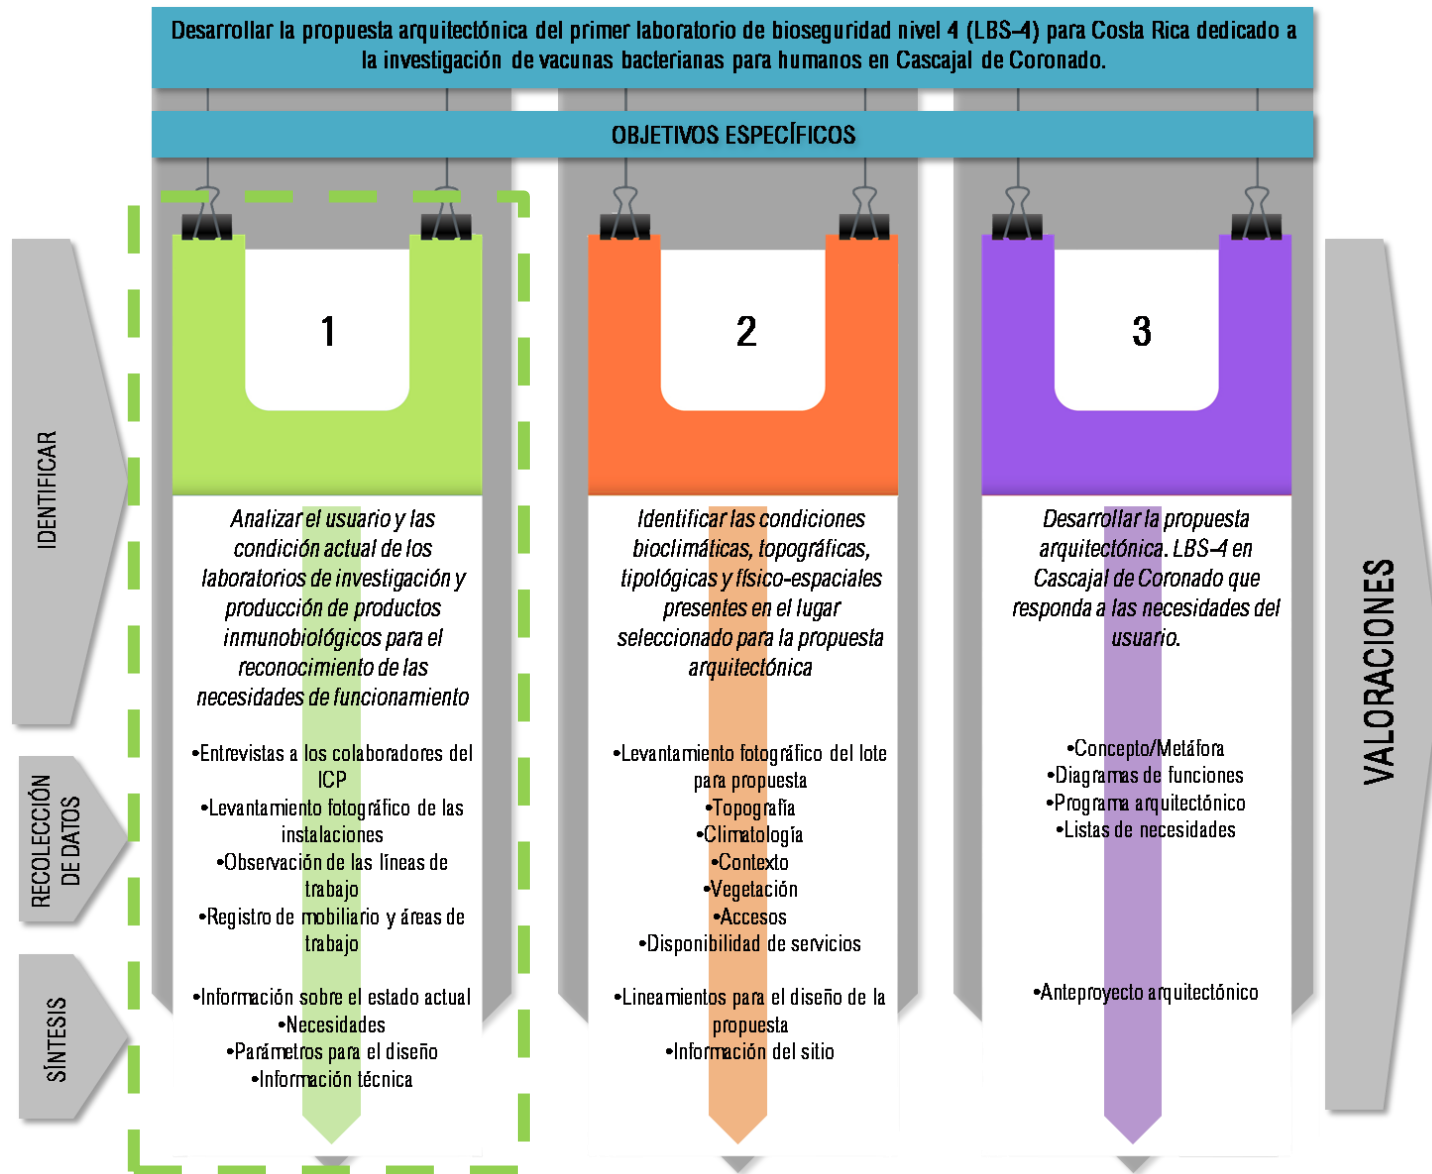 Desarrollar la propuesta arquitectónica del primer laboratorio de bioseguridad nivel 4 (LBS-4) para Costa Rica dedicado a
la investigación de vacunas bacterianas para humanos en Cascajal de Coronado.
OBJETIVOS ESPECÍFICOS
IDENTIFICAR
RECOLECCIÓN
DE DATOS
SÍNTESIS
1
Analizar el usuario y las
condición actual de los
laboratorios de investigación y
producción de productos
inmunobiológicos para el
reconocimiento de las
necesidades de funcionamiento
•Entrevistas a los colaboradores del
ICP
•Levantamiento fotográfico de las
instalaciones
•Observación de las líneas de
trabajo
•Registro de mobiliario y áreas de
trabajo
•Información sobre el estado actual
•Necesidades
•Parámetros para el diseño
•Información técnica
2
Identificar las condiciones
bioclimáticas, topográficas,
tipológicas y físico-espaciales
presentes en el lugar
seleccionado para la propuesta
arquitectónica
•Levantamiento fotográfico del lote
para propuesta
•Topografía
•Climatología
•Contexto
•Vegetación
•Accesos
•Disponibilidad de servicios
•Lineamientos para el diseño de la
propuesta
•Información del sitio
3
Desarrollar la propuesta
arquitectónica. LBS-4 en
Cascajal de Coronado que
responda a las necesidades del
usuario.
•Concepto/Metáfora
•Diagramas de funciones
•Programa arquitectónico
•Listas de necesidades
•Anteproyecto arquitectónico
VALORACIONES